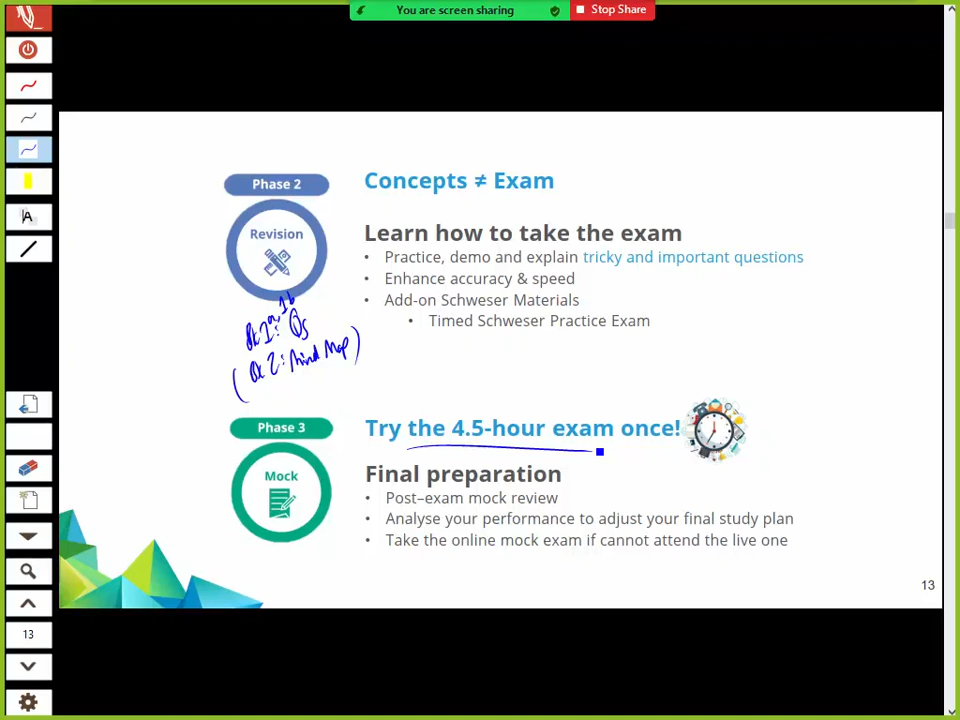 You are screen sharing
Stop Share
Phase 2
Concepts ≠ Exam
Revision
Learn how to take the exam
• Practice, demo and explain tricky and important questions
• Enhance accuracy & speed
• Add-on Schweser Materials
• Timed Schweser Practice Exam
Qs
Mind Map)
Phase 3
Try the 4.5-hour exam once!
Mock
Final preparation
• Post–exam mock review
• Analyse your performance to adjust your final study plan
• Take the online mock exam if cannot attend the live one
13
A
13